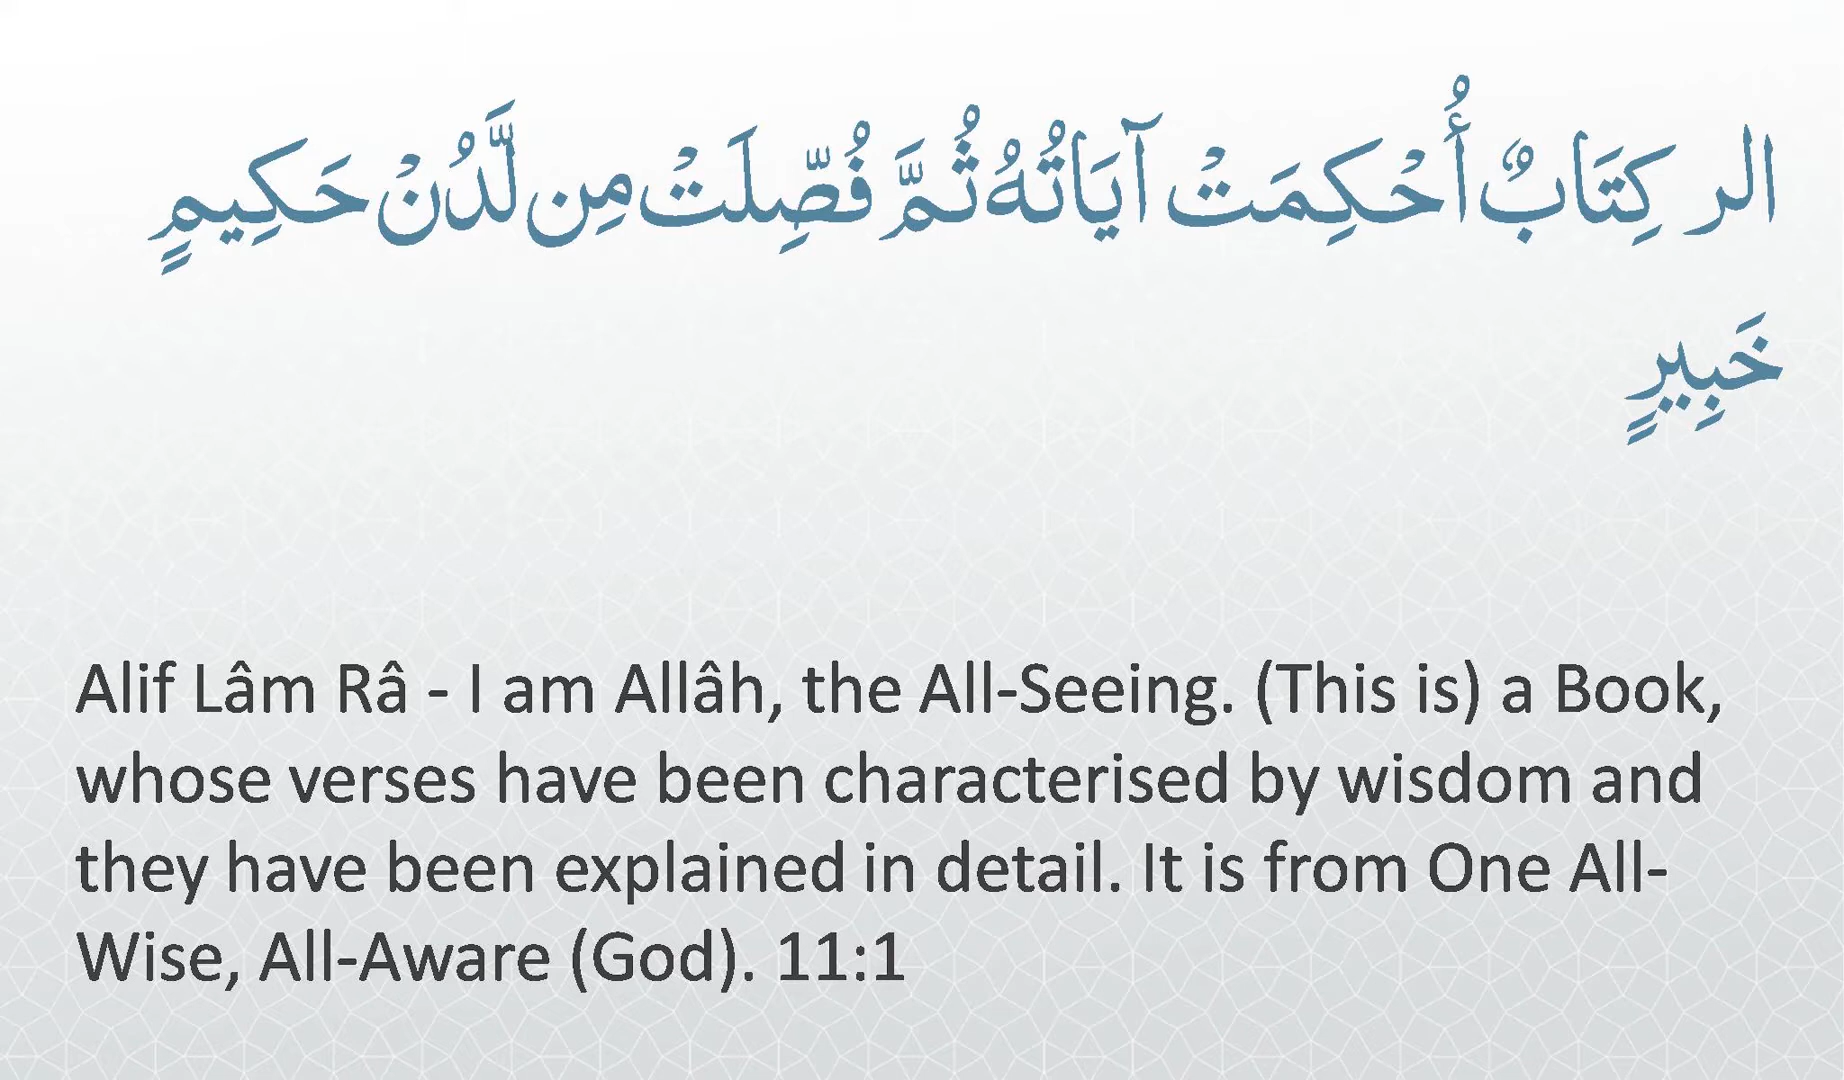 الر كِتَابٌ أُحْكِمَتْ آيَاتُهُ ثُمَّ فُصِّلَتْ مِن لَّدُنْ حَكِيمٍ
خَبِيرٍ
Alif Lâm Râ - I am Allâh, the All-Seeing. (This is) a Book,
whose verses have been characterised by wisdom and
they have been explained in detail. It is from One All-
Wise, All-Aware (God). 11:1